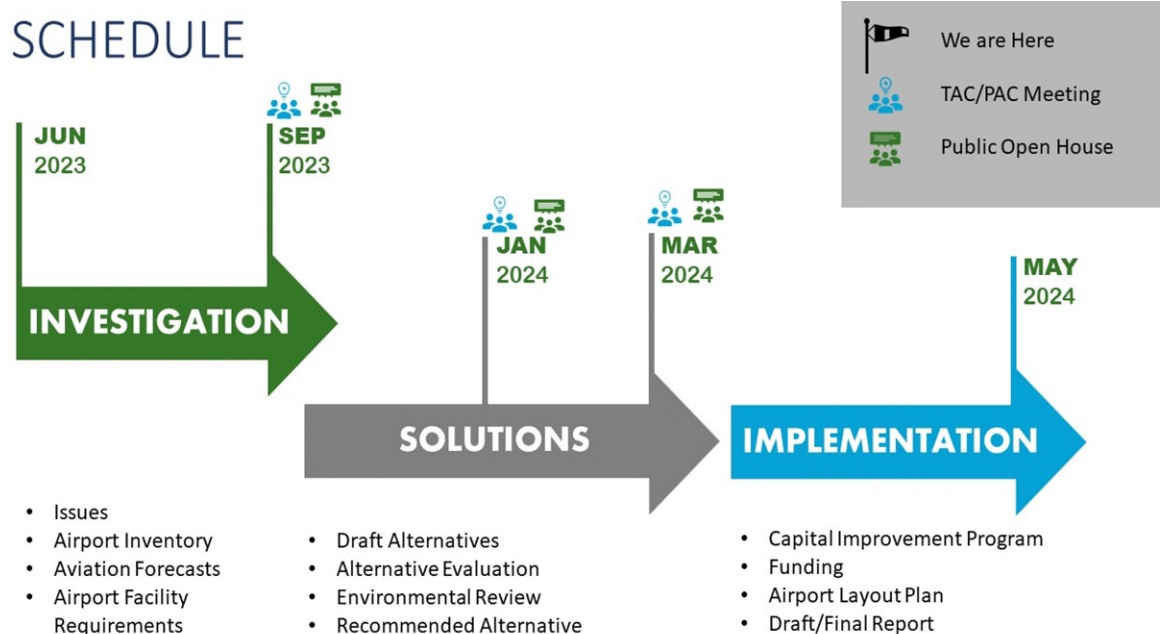 SCHEDULE
We are Here
TAC/PAC Meeting
Public Open House
JUN
2023
SEP
2023
JAN
2024
MAR
2024
MAY
2024
INVESTIGATION
SOLUTIONS
IMPLEMENTATION
• Issues
• Airport Inventory
• Aviation Forecasts
• Airport Facility
Requirements
• Draft Alternatives
• Alternative Evaluation
• Environmental Review
• Recommended Alternative
• Capital Improvement Program
• Funding
• Airport Layout Plan
• Draft/Final Report